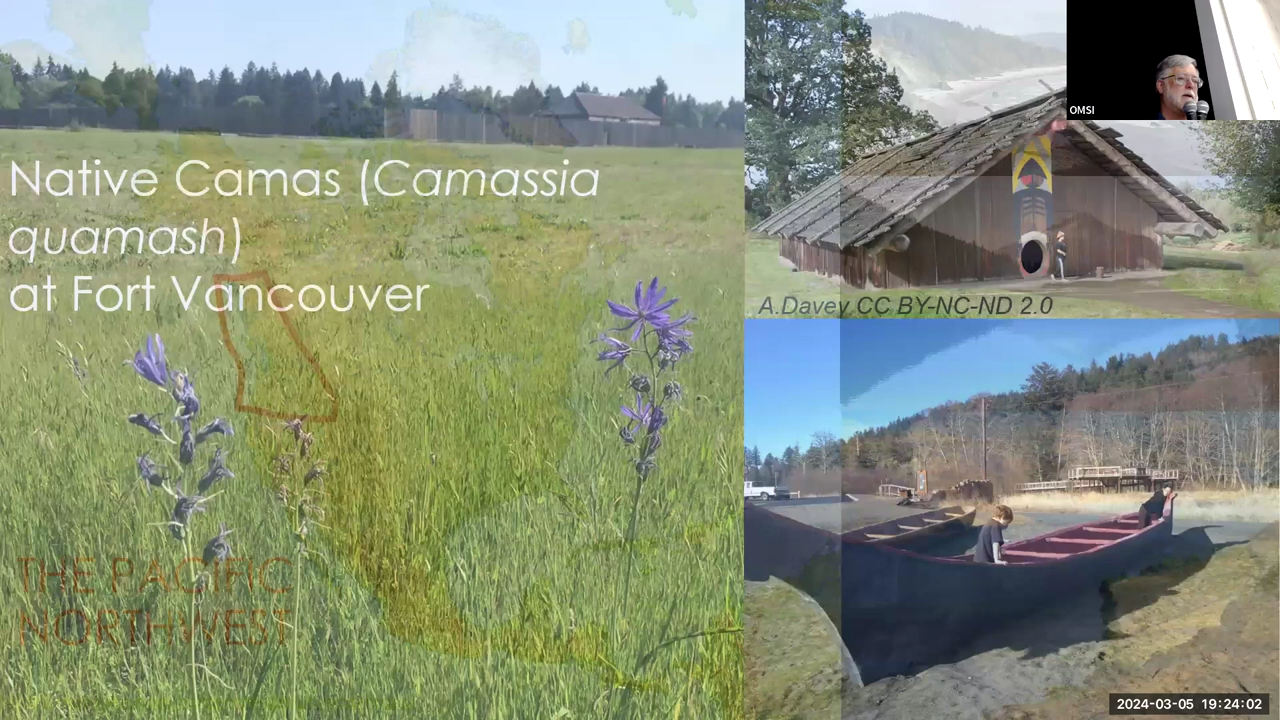 Native Camas (Camassia
quamash)
at Fort Vancouver
THE PACIFIC
NORTHWEST
A.Davey CC BY-NC-ND 2.0
OMSI
2024-03-05 19:24:02